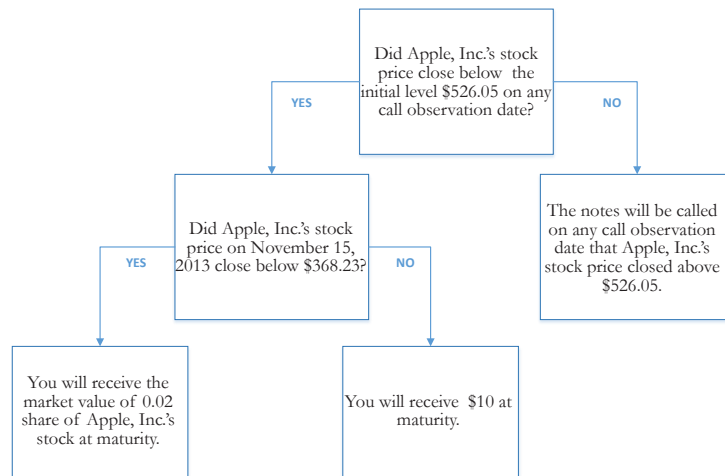 Did Apple, Inc.'s stock
price close below the
initial level $526.05 on any
call observation date?
YES
NO
Did Apple, Inc.'s stock
price on November 15,
2013 close below $368.23?
The notes will be called
on any call observation
date that Apple, Inc.'s
stock price closed above
$526.05.
YES
NO
You will receive the
market value of 0.02
share of Apple, Inc.'s
stock at maturity.
You will receive $10 at
maturity.